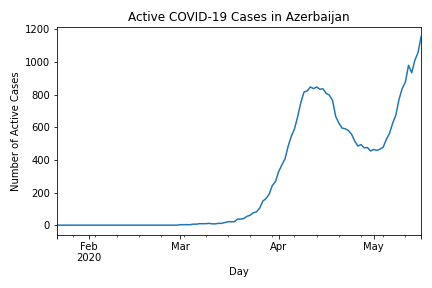 Active COVID-19 Cases in Azerbaijan
1200
1000
800
600
400
200
0
Number of Active Cases
Feb
2020
Mar
Apr
May
Day